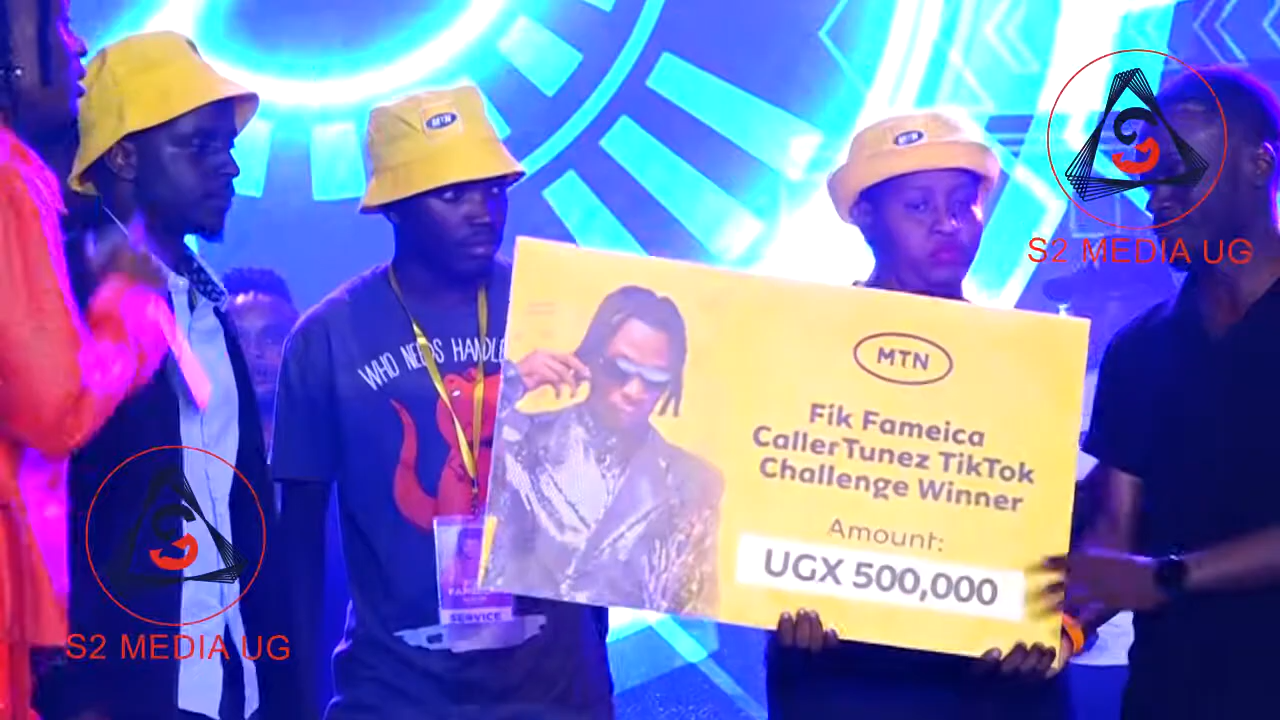 MTN
MTN
S2 MEDIA UG
WHO NEEDS HANDLE
MTN
Fik Fameica
CallerTunez TikTok
Challenge Winner
Amount:
UGX 500,000
SERVICE
S2 MEDIA UG